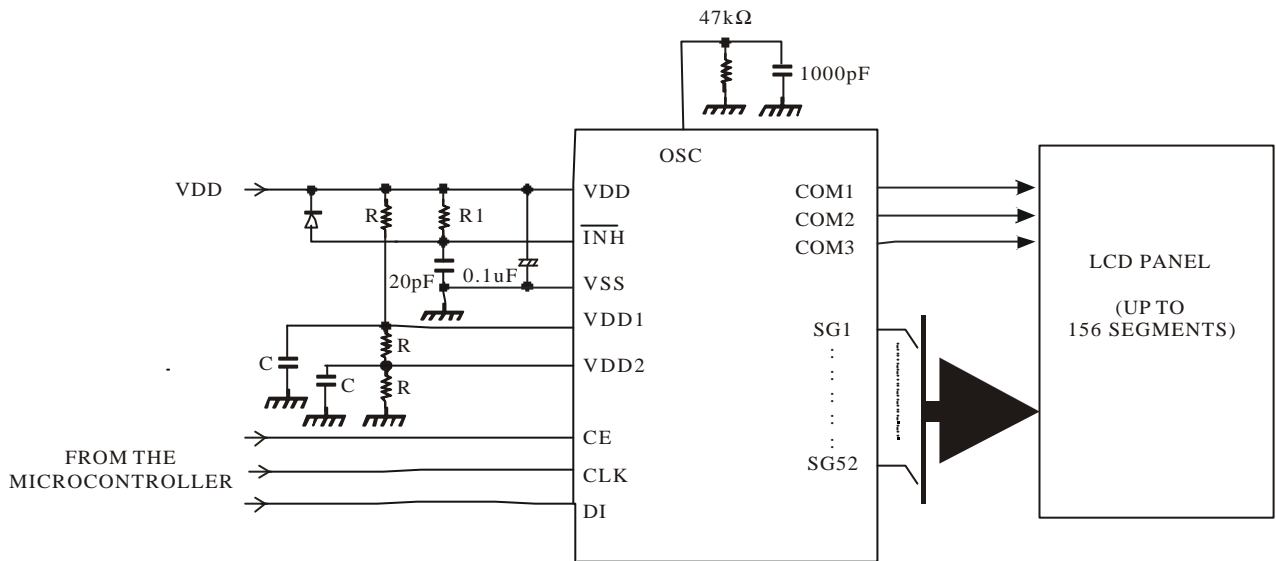 47kΩ
1000pF
OSC
VDD
VDD
COM1
R
R1
COM2
INH
COM3
20pF
0.1uF
VSS
LCD PANEL
(UP TO
156 SEGMENTS)
VDD1
SG1
R
C
VDD2
C
R
CE
FROM THE
MICROCONTROLLER
CLK
SG52
DI